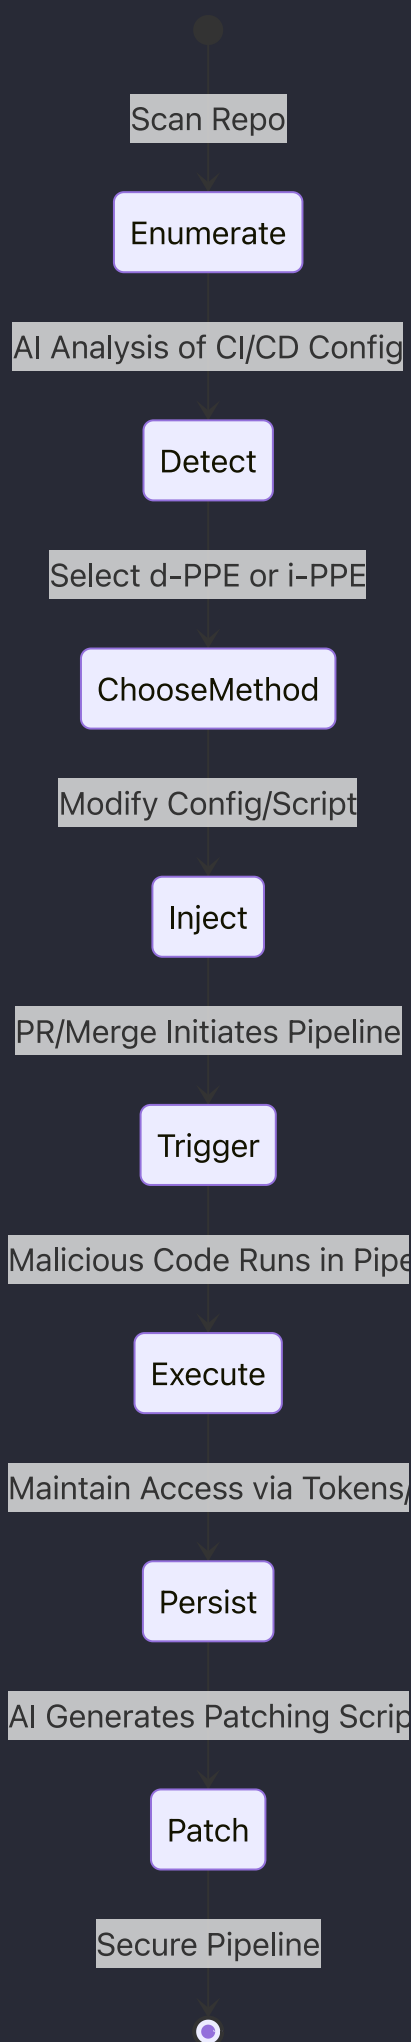 Scan Repo
Enumerate
AI Analysis of CI/CD Config
Detect
Select d-PPE or i-PPE
ChooseMethod
Modify Config/Script
Inject
PR/Merge Initiates Pipeline
Trigger
Malicious Code Runs in Pipe
Execute
Maintain Access via Tokens/
Persist
AI Generates Patching Scrip
Patch
Secure Pipeline